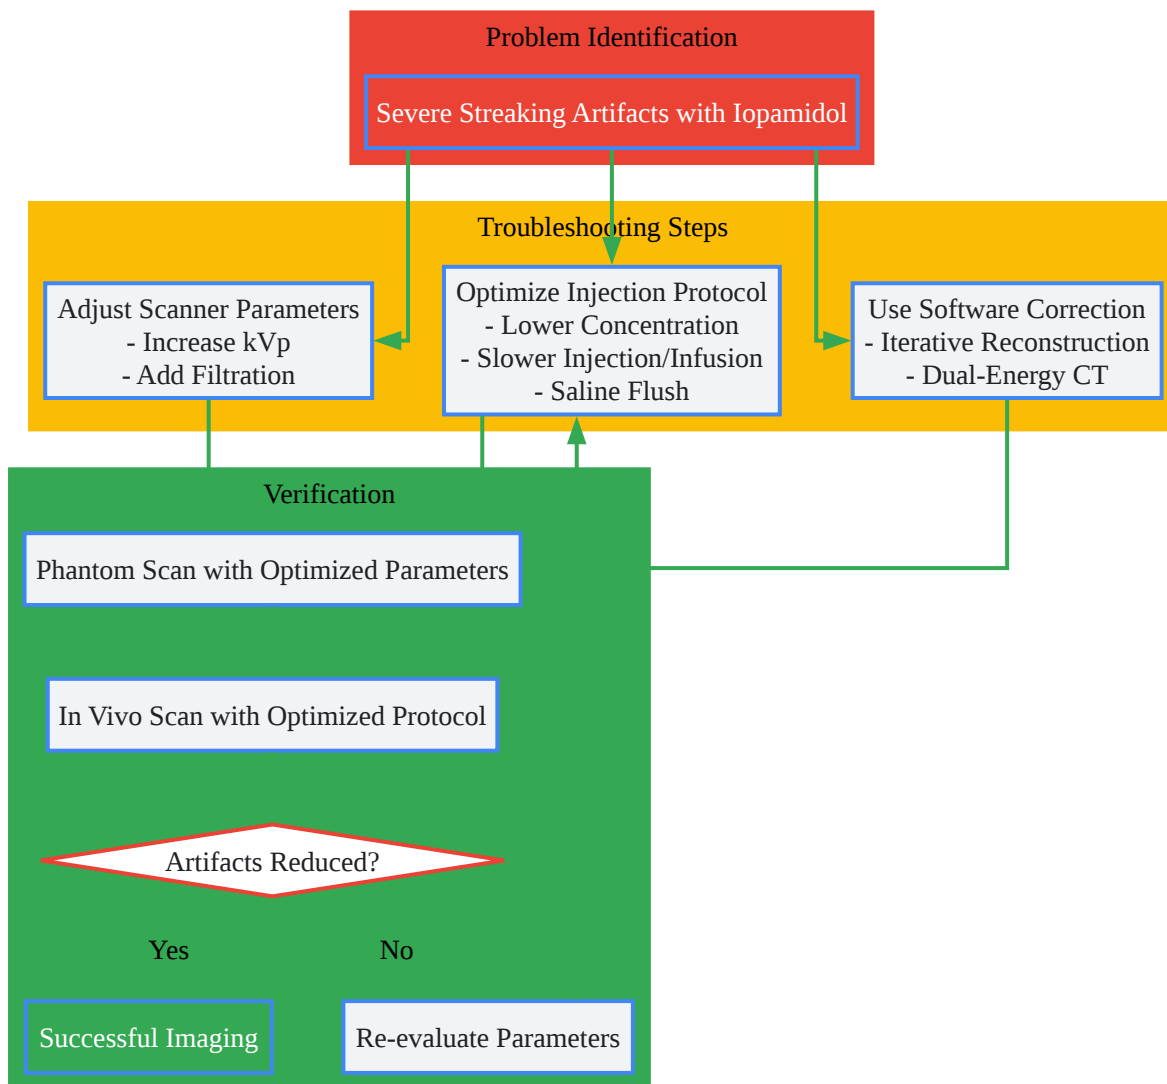 Problem Identification
Severe Streaking Artifacts with Iopamidol
Troubleshooting Steps
Adjust Scanner Parameters
- Increase kVp
- Add Filtration
Optimize Injection Protocol
- Lower Concentration
- Slower Injection/Infusion
- Saline Flush
Use Software Correction
- Iterative Reconstruction
- Dual-Energy CT
Verification
Phantom Scan with Optimized Parameters
In Vivo Scan with Optimized Protocol
Artifacts Reduced?
Yes
No
Successful Imaging
Re-evaluate Parameters